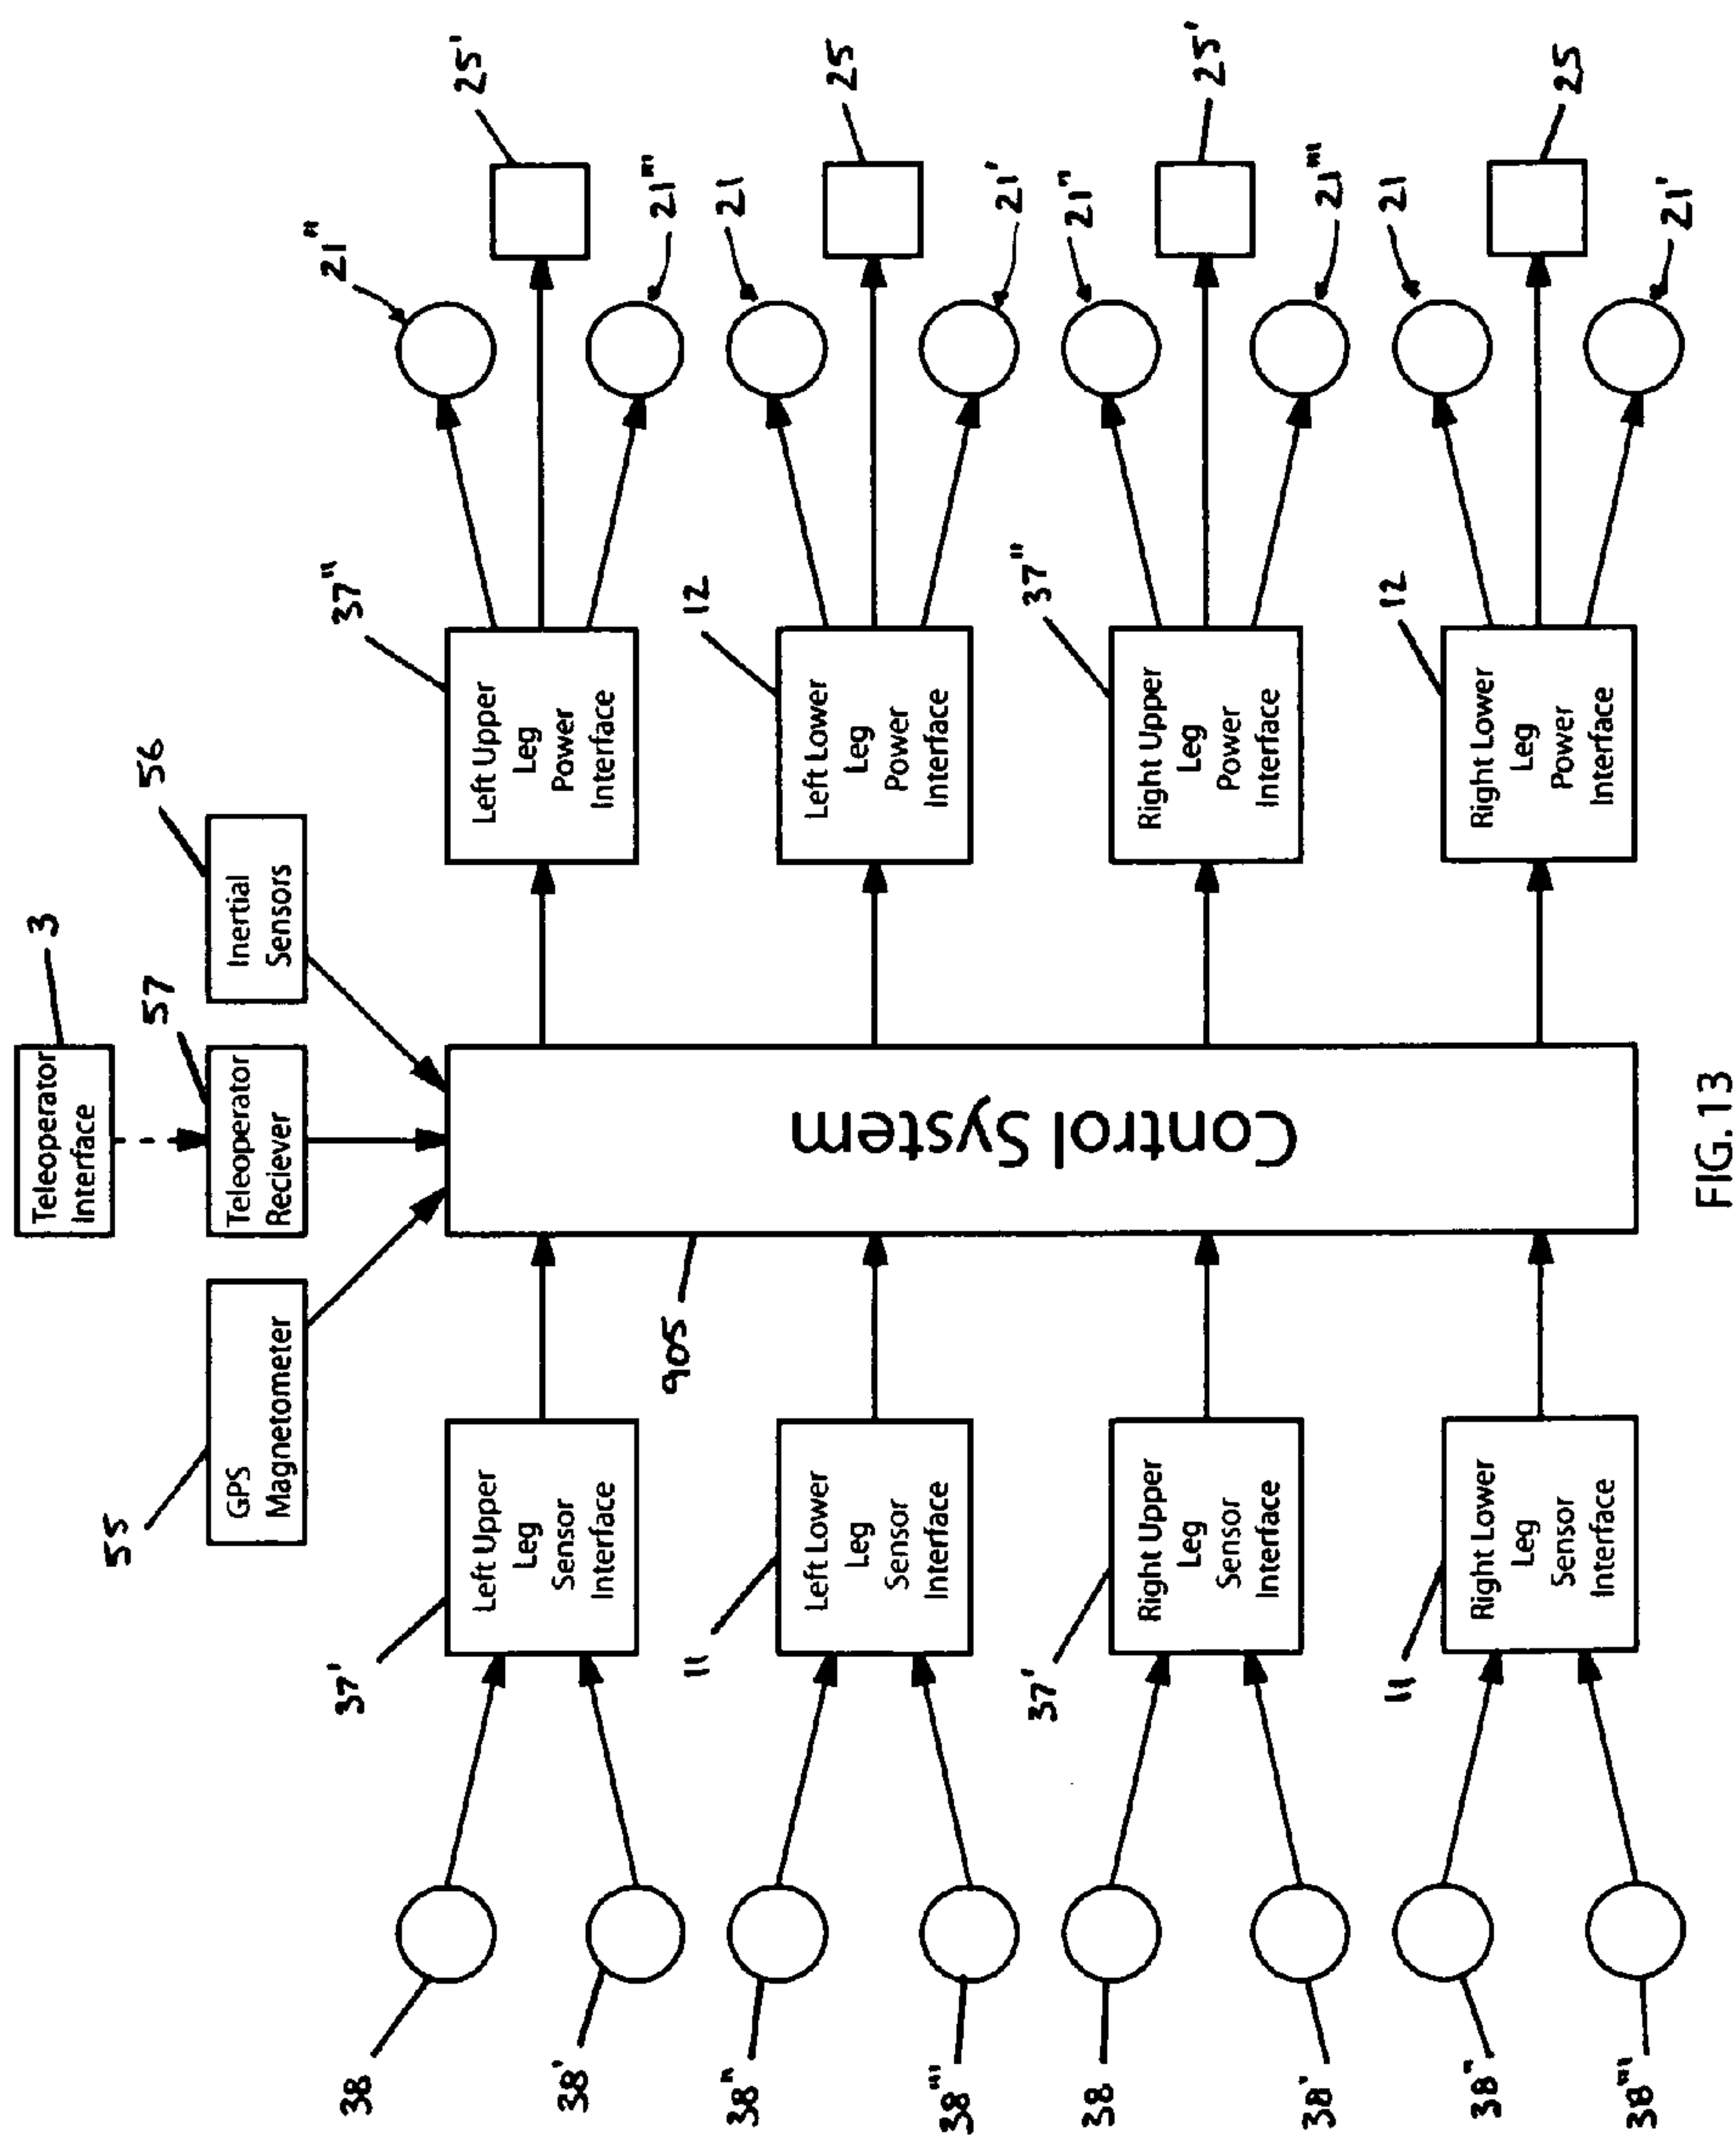 3
Teleoperator
Interface
55
57
56
GPS
Magnetometer
Teleoperator
Reciever
Inertial
Sensors
38
37'
Left Upper
Leg
Sensor
Interface
905
Control System
37"
Left Upper
Leg
Power
Interface
21"
25'
38'
21'''
38"
11
Left Lower
Leg
Sensor
Interface
12
Left Lower
Leg
Power
Interface
21
25
38'''
21'
38
37'
Right Upper
Leg
Sensor
Interface
37"
Right Upper
Leg
Power
Interface
21"
25'
38'
21'''
38"
11
Right Lower
Leg
Sensor
Interface
12
Right Lower
Leg
Power
Interface
21
25
38'''
21'
FIG. 13